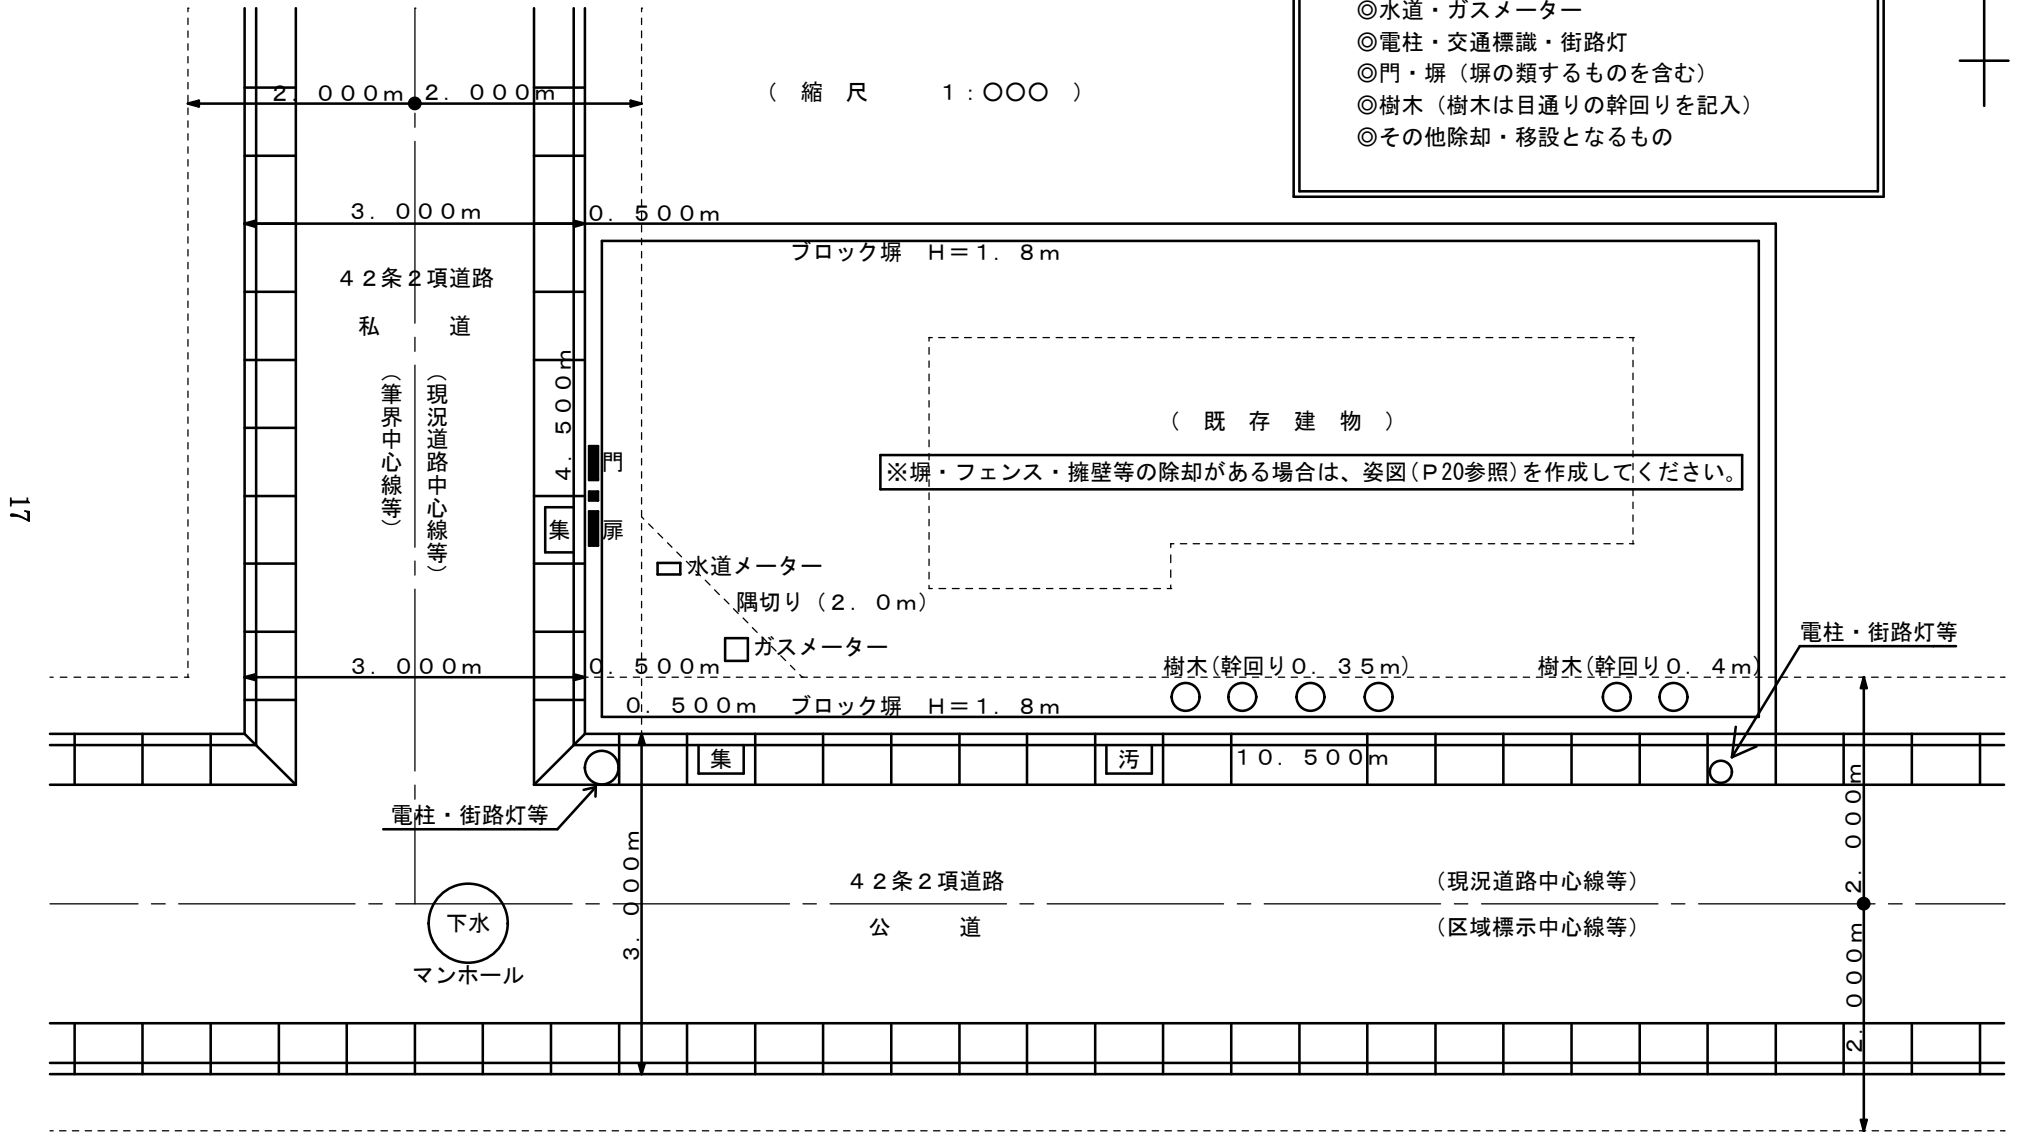 ◎水道・ガスメーター
◎電柱・交通標識・街路灯
◎門・塀（塀の類するものを含む）
◎樹木（樹木は目通りの幹回りを記入）
◎その他除却・移設となるもの
（　縮　尺　　　１：〇〇〇　）
２．０００ｍ
２．０００ｍ
３．０００ｍ
０．５００ｍ
ブロック塀　Ｈ＝１．８ｍ
４２条２項道路
私　　　道
（現況道路中心線等）
（筆界中心線等）
４．５００ｍ
門
扉
集
（　既　存　建　物　）
※塀・フェンス・擁壁等の除却がある場合は、姿図(Ｐ20参照)を作成してください。
17
水道メーター
隅切り（２．０ｍ）
ガスメーター
電柱・街路灯等
３．０００ｍ
０．５００ｍ
樹木(幹回り０．３５ｍ)
樹木(幹回り０．４ｍ)
０．５００ｍ
ブロック塀　Ｈ＝１．８ｍ
集
汚
１０．５００ｍ
電柱・街路灯等
３．０００ｍ
２．０００ｍ
４２条２項道路
（現況道路中心線等）
公　　　道
（区域標示中心線等）
２．０００ｍ
下水
マンホール